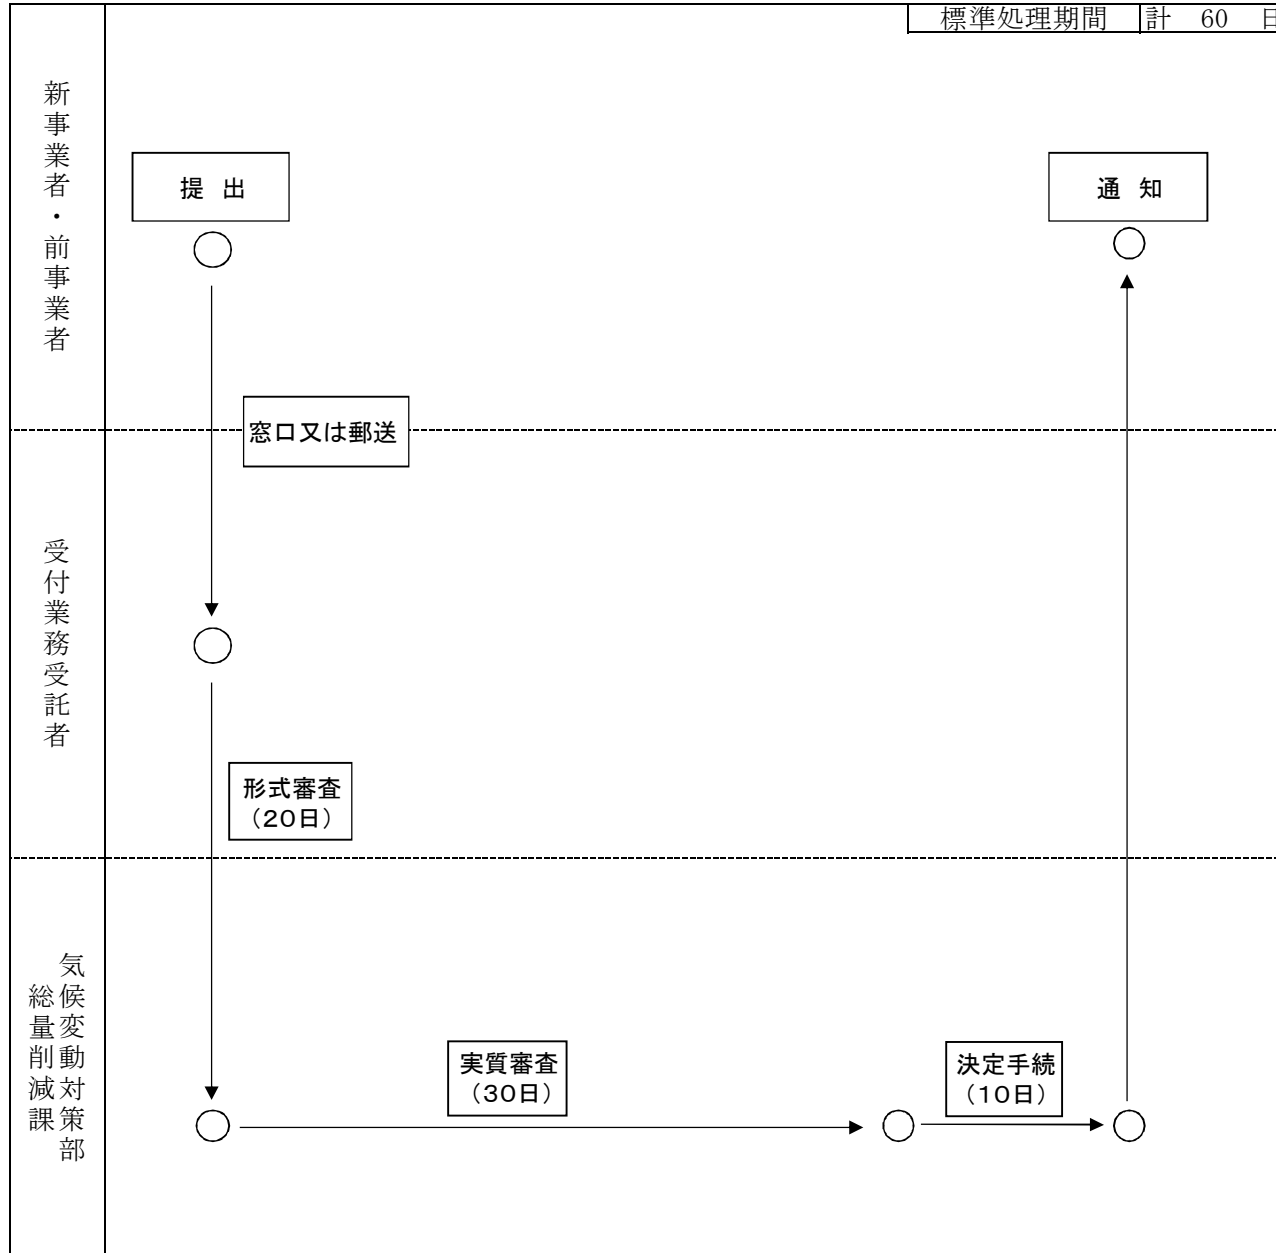 標準処理期間 計 60 日
新事業者・前事業者
提 出
通 知
窓口又は郵送
受付業務受託者
形式審査
（20日）
気候変動対策部
総量削減課
実質審査
（30日）
決定手続
（10日）